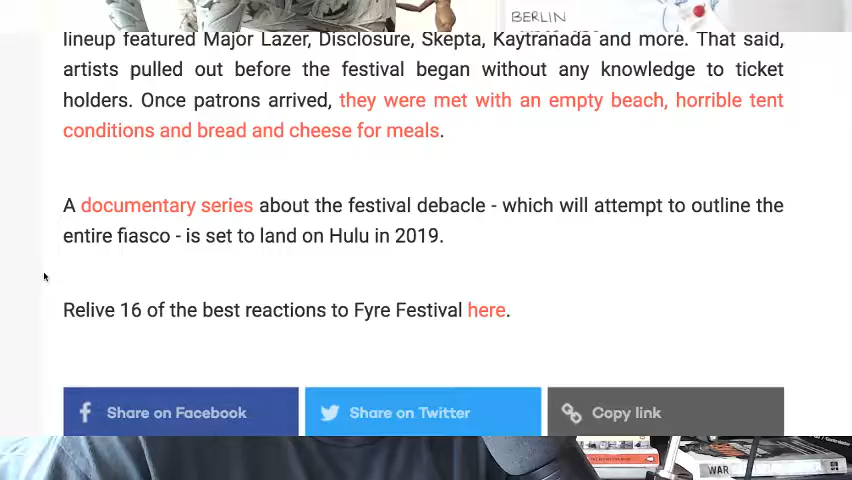 BERLIN
lineup featured Major Lazer, Disclosure, Skepta, Kaytranada and more. That said,
artists pulled out before the festival began without any knowledge to ticket
holders. Once patrons arrived, they were met with an empty beach, horrible tent
conditions and bread and cheese for meals.
A documentary series about the festival debacle - which will attempt to outline the
entire fiasco - is set to land on Hulu in 2019.
Relive 16 of the best reactions to Fyre Festival here.
Share on Facebook
Share on Twitter
Copy link
WAR